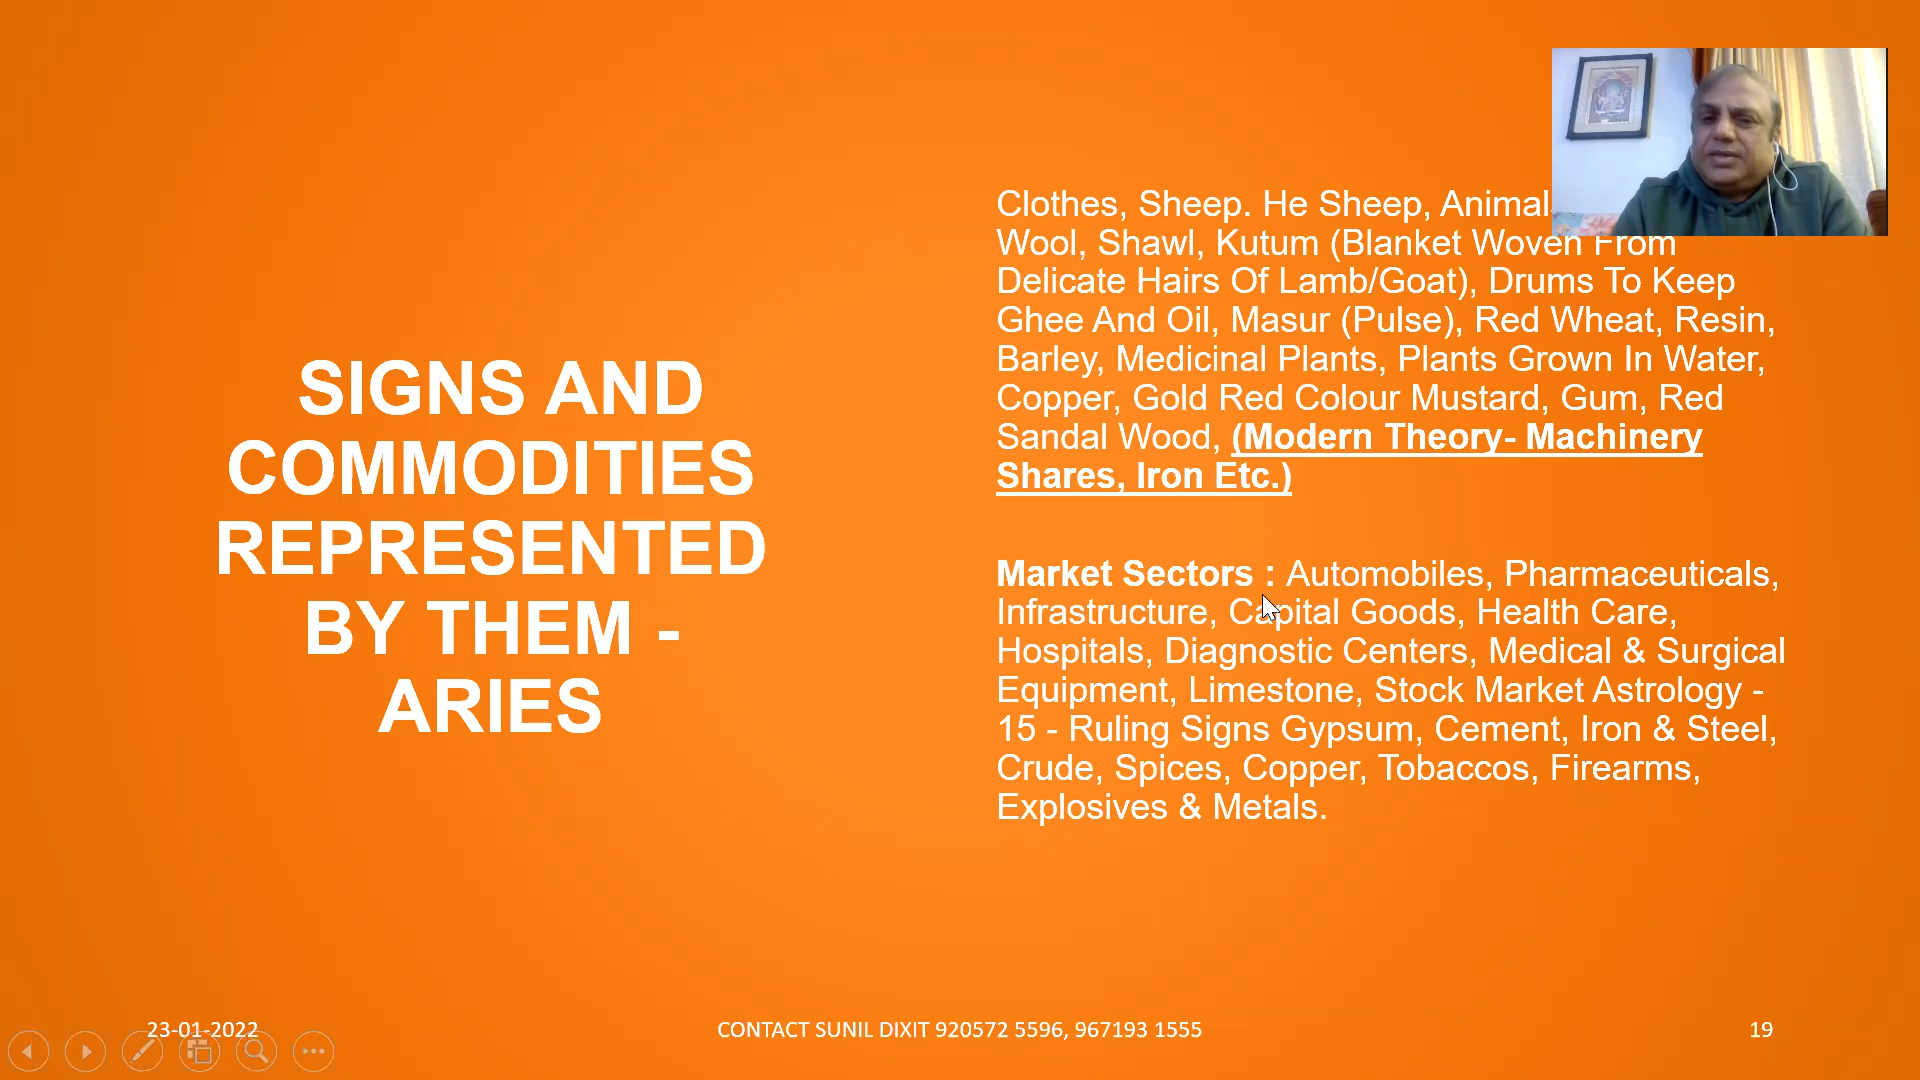 SIGNS AND
COMMODITIES
REPRESENTED
BY THEM -
ARIES
Clothes, Sheep. He Sheep,
Wool, Shawl, Kutum (Blanket Woven From
Delicate Hairs Of Lamb/Goat), Drums To Keep
Ghee And Oil, Masur (Pulse), Red Wheat, Resin,
Barley, Medicinal Plants, Plants Grown In Water,
Copper, Gold Red Colour Mustard, Gum, Red
Sandal Wood, (Modern Theory- Machinery
Shares, Iron Etc.)
Market Sectors : Automobiles, Pharmaceuticals,
Infrastructure, Capital Goods, Health Care,
Hospitals, Diagnostic Centers, Medical & Surgical
Equipment, Limestone, Stock Market Astrology -
15 - Ruling Signs Gypsum, Cement, Iron & Steel,
Crude, Spices, Copper, Tobaccos, Firearms,
Explosives & Metals.
23-01-2022
CONTACT SUNIL DIXIT 920572 5596, 967193 1555
19